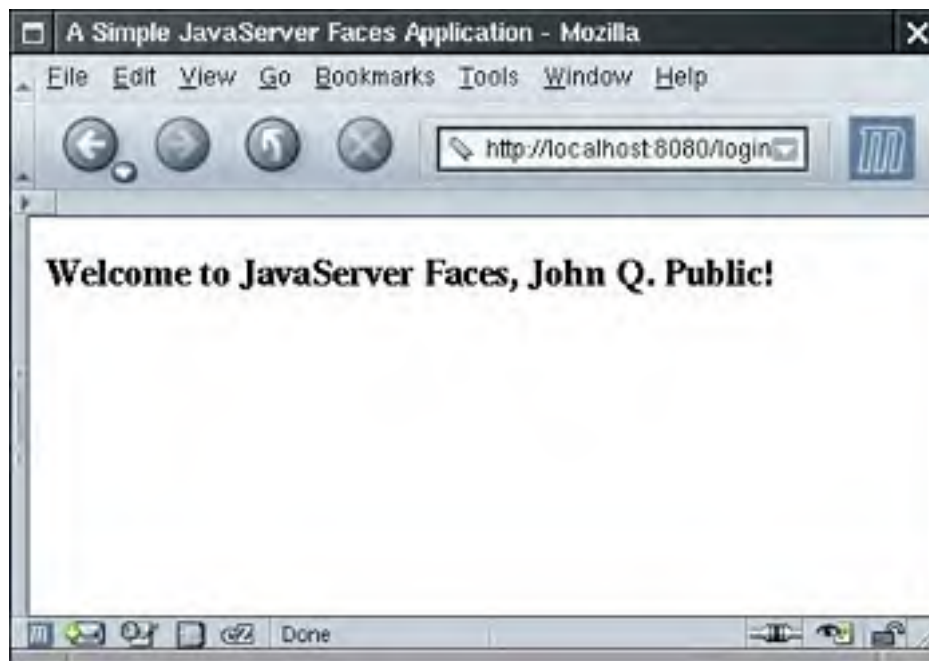 A Simple JavaServer Faces Application - Mozilla
File Edit View Go Bookmarks Tools Window Help
http://localhost:8080/login
Welcome to JavaServer Faces, John Q. Public!
Done